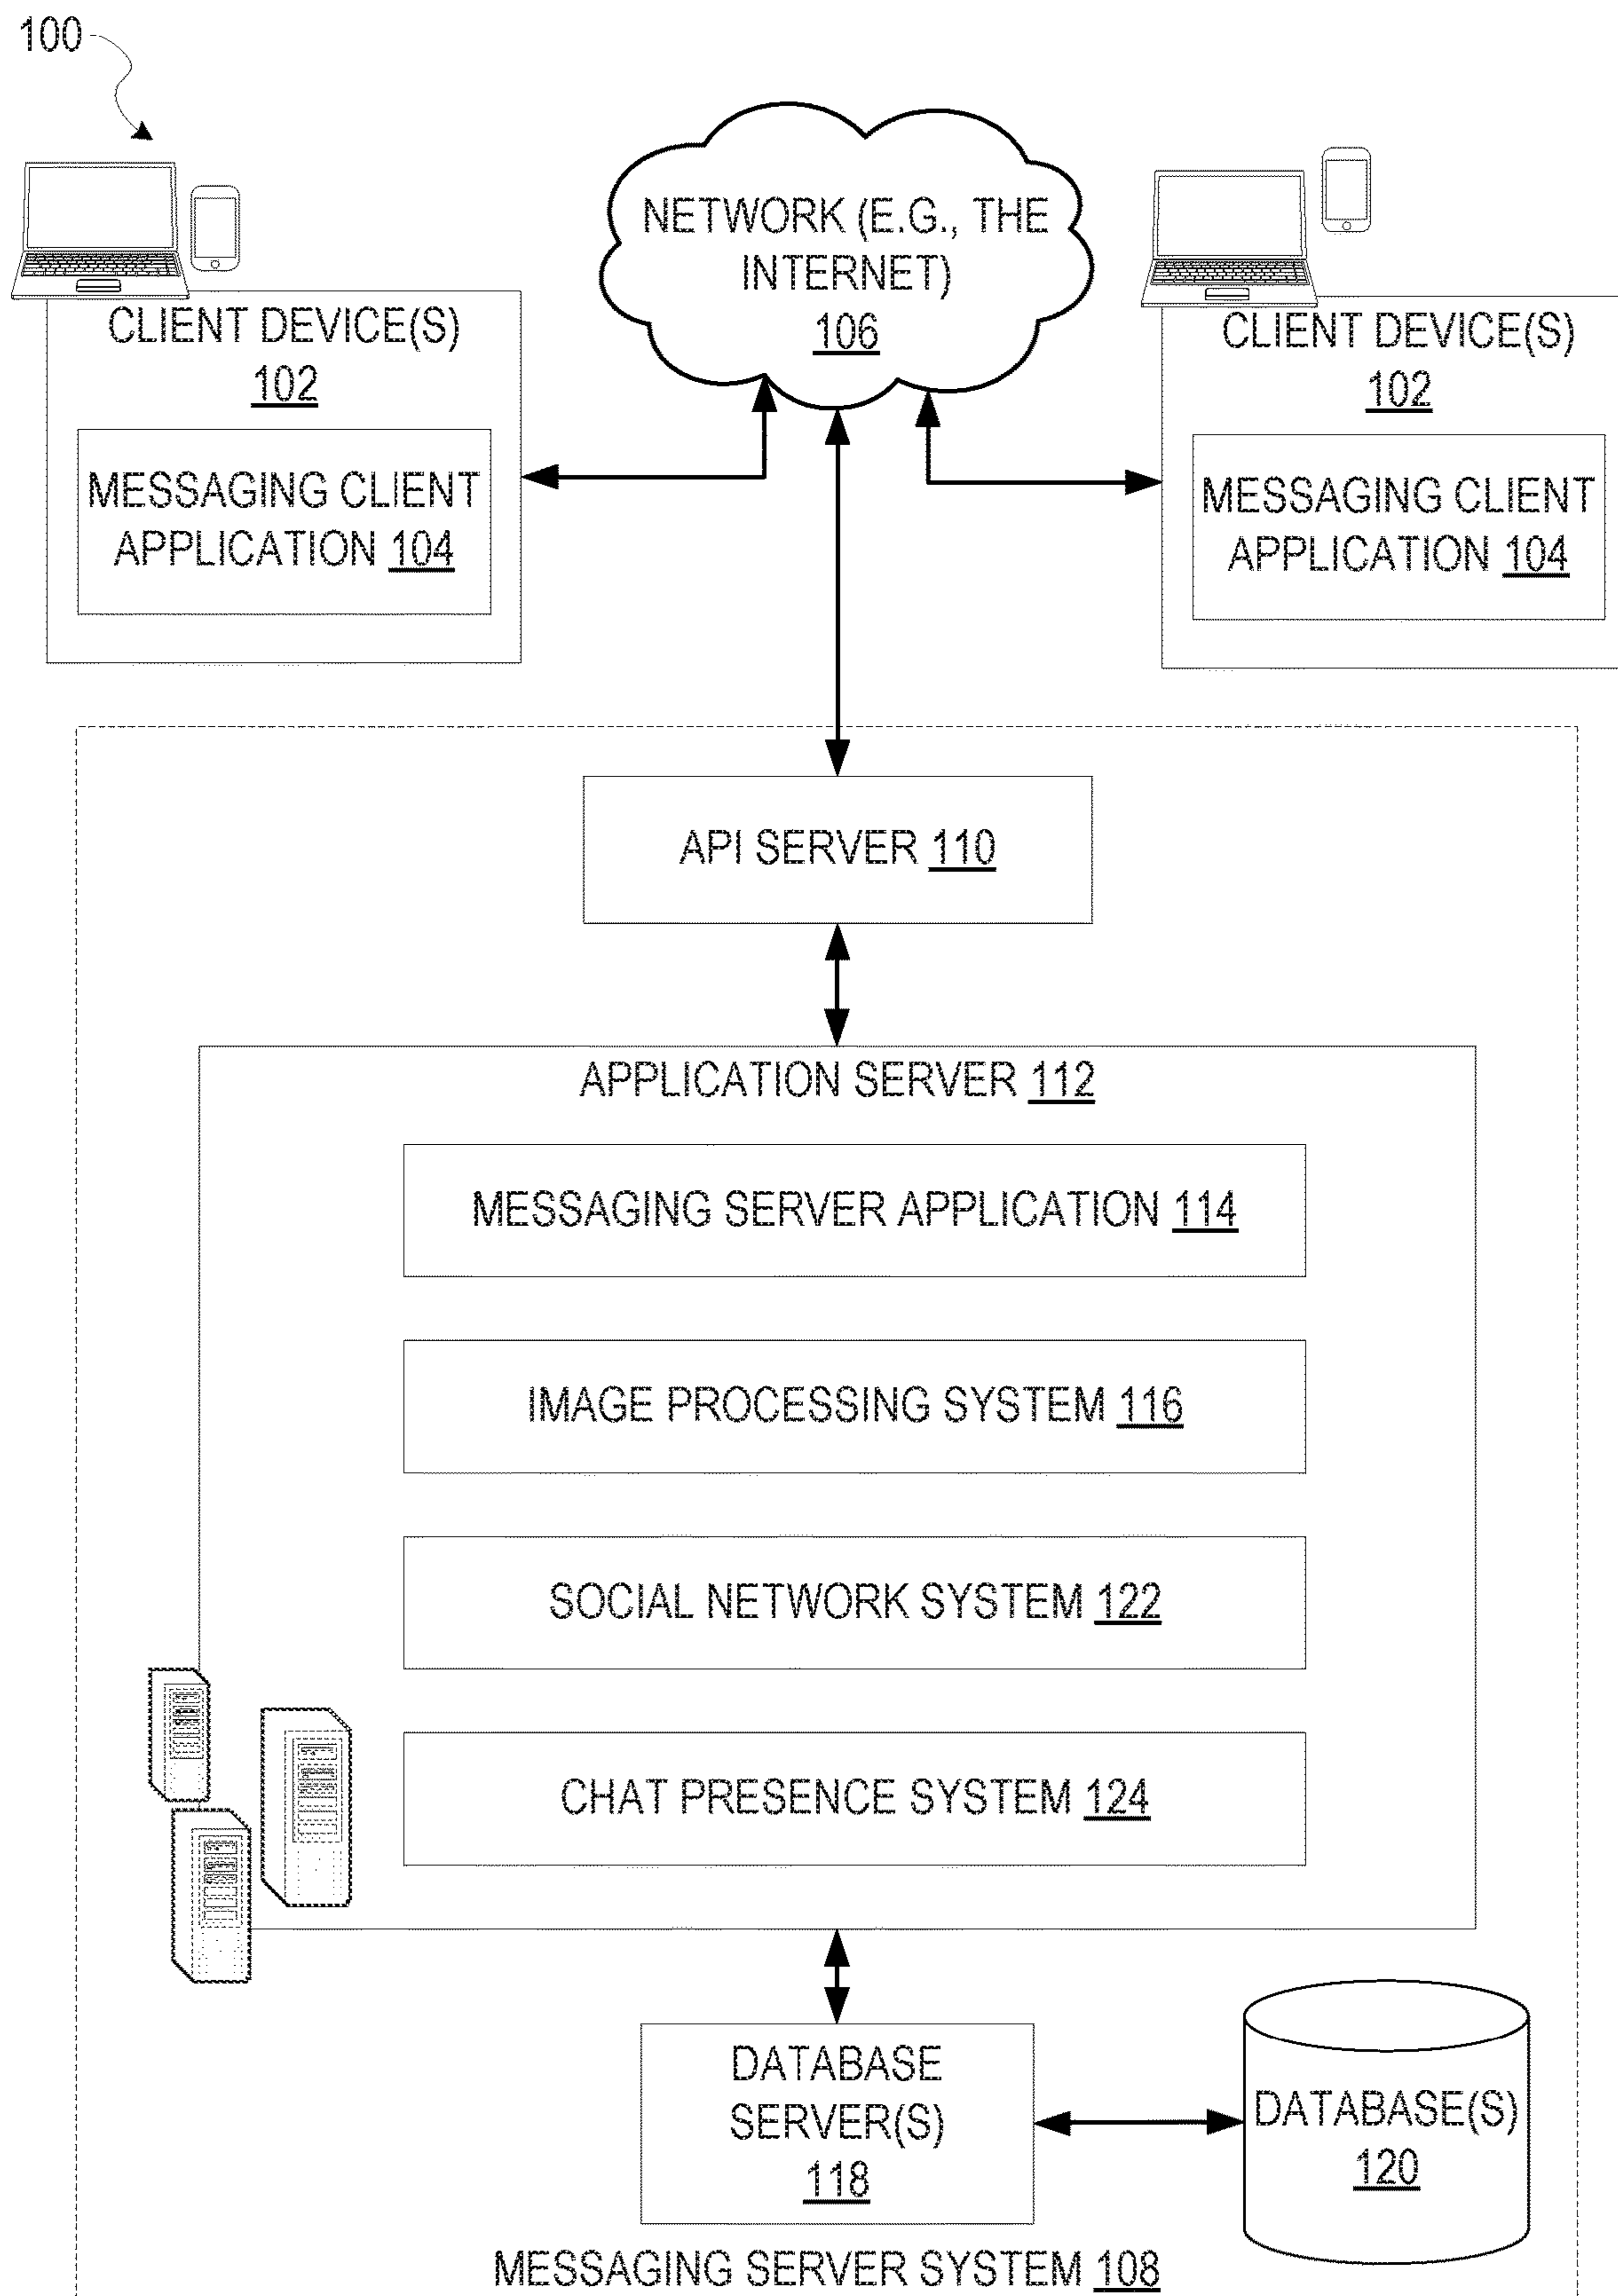 100
NETWORK (E.G., THE
INTERNET)
106
CLIENT DEVICE(S)
102
MESSAGING CLIENT
APPLICATION 104
CLIENT DEVICE(S)
102
MESSAGING CLIENT
APPLICATION 104
API SERVER 110
APPLICATION SERVER 112
MESSAGING SERVER APPLICATION 114
IMAGE PROCESSING SYSTEM 116
SOCIAL NETWORK SYSTEM 122
CHAT PRESENCE SYSTEM 124
DATABASE
SERVER(S)
118
DATABASE(S)
120
MESSAGING SERVER SYSTEM 108